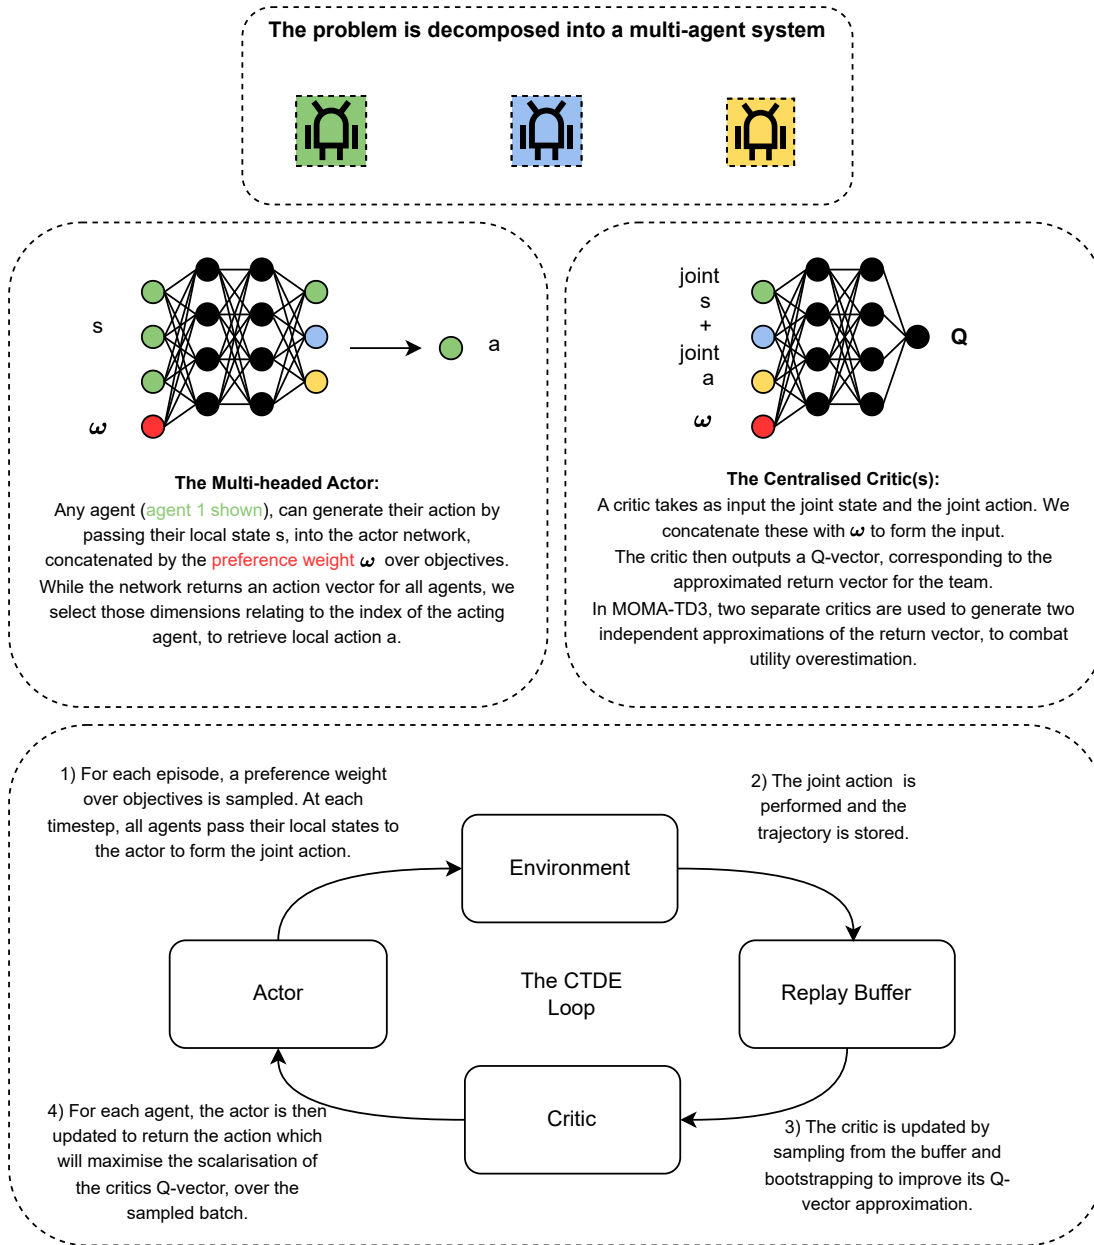 The problem is decomposed into a multi-agent system
s
ω
a
The Multi-headed Actor:
Any agent (agent 1 shown), can generate their action by
passing their local state s, into the actor network,
concatenated by the preference weight ω over objectives.
While the network returns an action vector for all agents, we
select those dimensions relating to the index of the acting
agent, to retrieve local action a.
joint
s
+
joint
a
ω
Q
The Centralised Critic(s):
A critic takes as input the joint state and the joint action. We
concatenate these with ω to form the input.
The critic then outputs a Q-vector, corresponding to the
approximated return vector for the team.
In MOMA-TD3, two separate critics are used to generate two
independent approximations of the return vector, to combat
utility overestimation.
1) For each episode, a preference weight
over objectives is sampled. At each
timestep, all agents pass their local states to
the actor to form the joint action.
2) The joint action is
performed and the
trajectory is stored.
Environment
Actor
The CTDE
Loop
Replay Buffer
Critic
4) For each agent, the actor is then
updated to return the action which
will maximise the scalarisation of
the critics Q-vector, over the
sampled batch.
3) The critic is updated by
sampling from the buffer and
bootstrapping to improve its Q-
vector approximation.